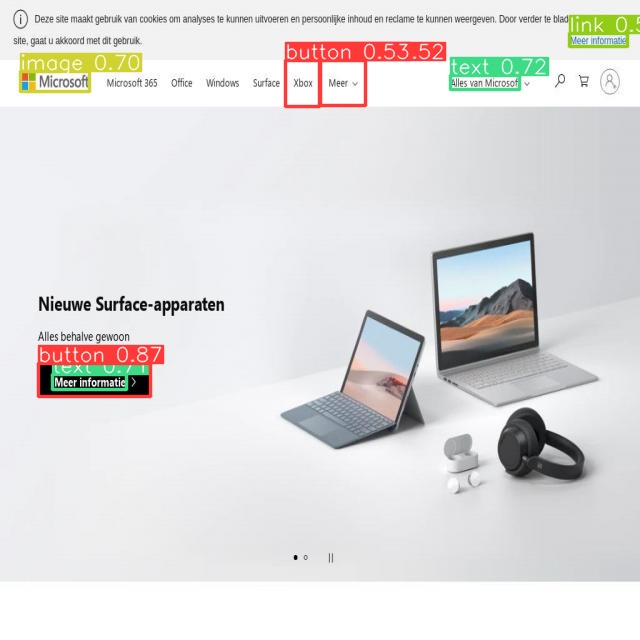 Deze site maakt gebruik van cookies om analyses te kunnen uitvoeren en persoonlijke inhoud en reclame te kunnen weergeven. Door verder te blad
link 0.5
site, gaat u akkoord met dit gebruik.
Meer informatie
image 0.70
button 0.53.52
text 0.72
Microsoft
Microsoft 365
Office
Windows
Surface
Xbox
Meer
Alles van Microsof
Nieuwe Surface-apparaten
Alles behalve gewoon
button 0.87
text 0.71
Meer informatie